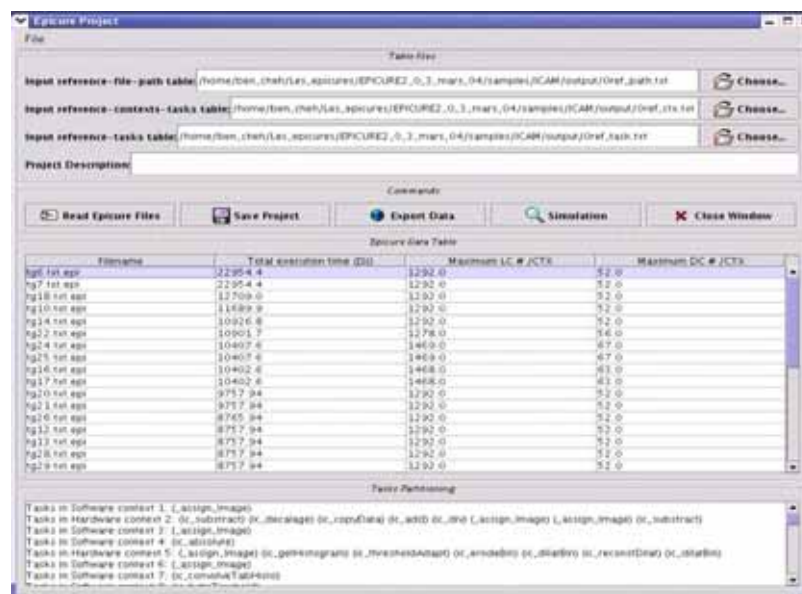 Epicure Project
File
Table files
Input reference-file-path table: /home/ben_cheh/Les_epicures/EPICURE2_0_3_mars_04/samples/ICAM/output/0ref_path.txt Choose...
Input reference-contexts-tasks table: /home/ben_cheh/Les_epicures/EPICURE2_0_3_mars_04/samples/ICAM/output/0ref_ctx.txt Choose...
Input reference-tasks table: /home/ben_cheh/Les_epicures/EPICURE2_0_3_mars_04/samples/ICAM/output/0ref_task.txt Choose...
Project Description:
Commands
Read Epicure Files Save Project Export Data Simulation Close Window
Epicure Data Table
Filename Total execution time Maximum LC # /CTX Maximum DC # /CTX
tg6.txt.epi 22954.4 1292.0 52.0
tg7.txt.epi 22954.4 1292.0 52.0
tg18.txt.epi 12709.0 1292.0 52.0
tg10.txt.epi 11689.9 1292.0 52.0
tg14.txt.epi 10926.8 1292.0 52.0
tg22.txt.epi 10901.7 1278.0 56.0
tg24.txt.epi 10407.6 1469.0 67.0
tg25.txt.epi 10407.6 1469.0 67.0
tg16.txt.epi 10402.6 1468.0 63.0
tg17.txt.epi 10402.6 1468.0 63.0
tg20.txt.epi 9757.94 1292.0 52.0
tg21.txt.epi 9757.94 1292.0 52.0
tg26.txt.epi 8765.94 1292.0 52.0
tg12.txt.epi 8757.94 1292.0 52.0
tg13.txt.epi 8757.94 1292.0 52.0
tg28.txt.epi 8757.94 1292.0 52.0
tg29.txt.epi 8757.94 1292.0 52.0
Tasks Partitioning
Tasks in Software context 1: (_assign_Image)
Tasks in Hardware context 2: (ic_substract) (ic_decalage) (ic_copyData) (ic_add) (ic_div) (_assign_Image) (_assign_Image) (ic_substract)
Tasks in Software context 3: (_assign_Image)
Tasks in Software context 4: (ic_absolute)
Tasks in Hardware context 5: (_assign_Image) (ic_getHistogram) (ic_thresholdAdapt) (ic_erodeBin) (ic_dilatBin) (ic_reconstDilat) (ic_dilatBin)
Tasks in Software context 6: (_assign_Image)
Tasks in Software context 7: (ic_convolveTabHisto)